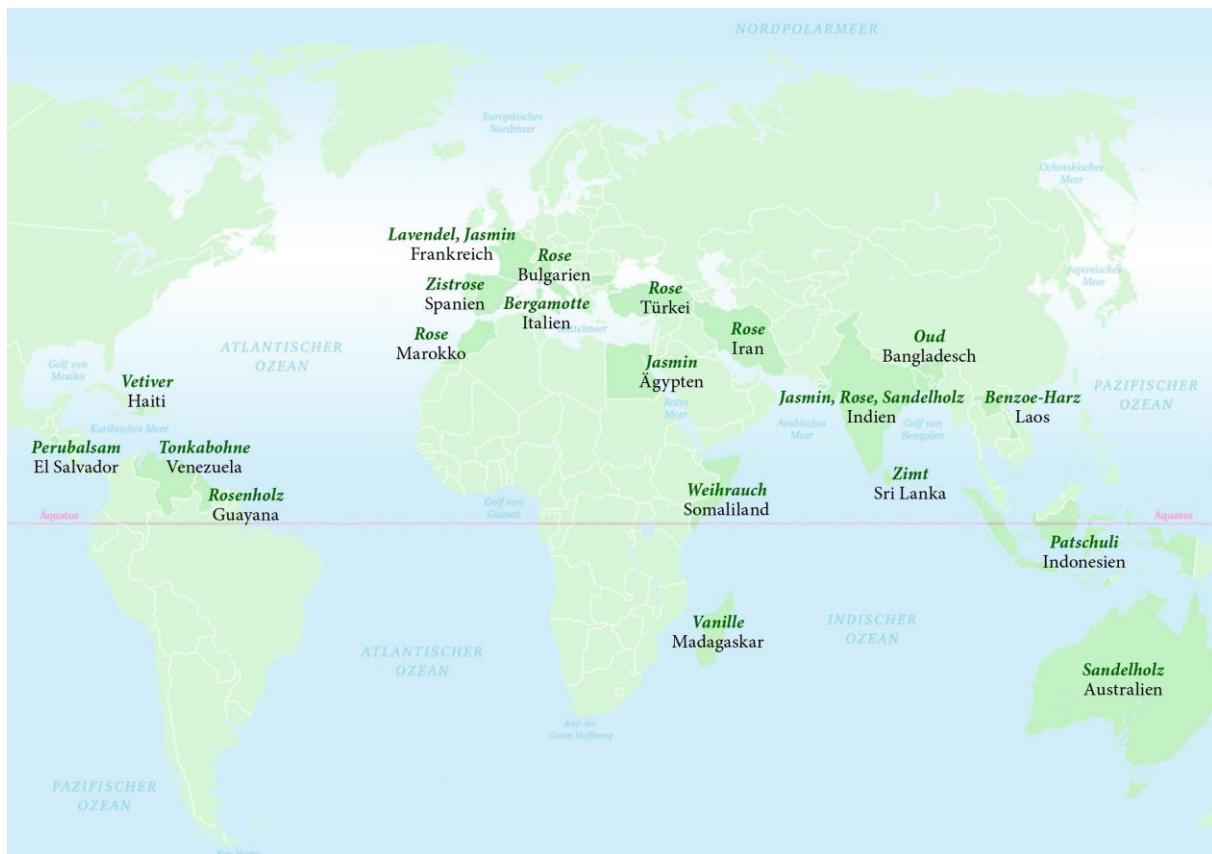 NORDPOLARMEER
Europäisches
Nordmeer
Ochotskisches
Meer
Lavendel, Jasmin
Frankreich
Rose
Bulgarien
Japanisches
Meer
Zistrose
Spanien
Bergamotte
Italien
Mittelmeer
Rose
Türkei
Rose
Marokko
Rose
Iran
Oud
Bangladesch
ATLANTISCHER
OZEAN
Golf von
Mexiko
Vetiver
Haiti
Jasmin
Ägypten
Rotes
Meer
Jasmin, Rose, Sandelholz
Indien
Arabisches
Meer
Golf von
Bengalen
Benzoe-Harz
Laos
PAZIFISCHER
OZEAN
Karibisches Meer
Perubalsam
El Salvador
Tonkabohne
Venezuela
Rosenholz
Guayana
Weihrauch
Somaliland
Zimt
Sri Lanka
Golf von
Guinea
Äquator
Äquator
Patschuli
Indonesien
Vanille
Madagaskar
INDISCHER
OZEAN
ATLANTISCHER
OZEAN
Sandelholz
Australien
Kap der
Guten Hoffnung
PAZIFISCHER
OZEAN